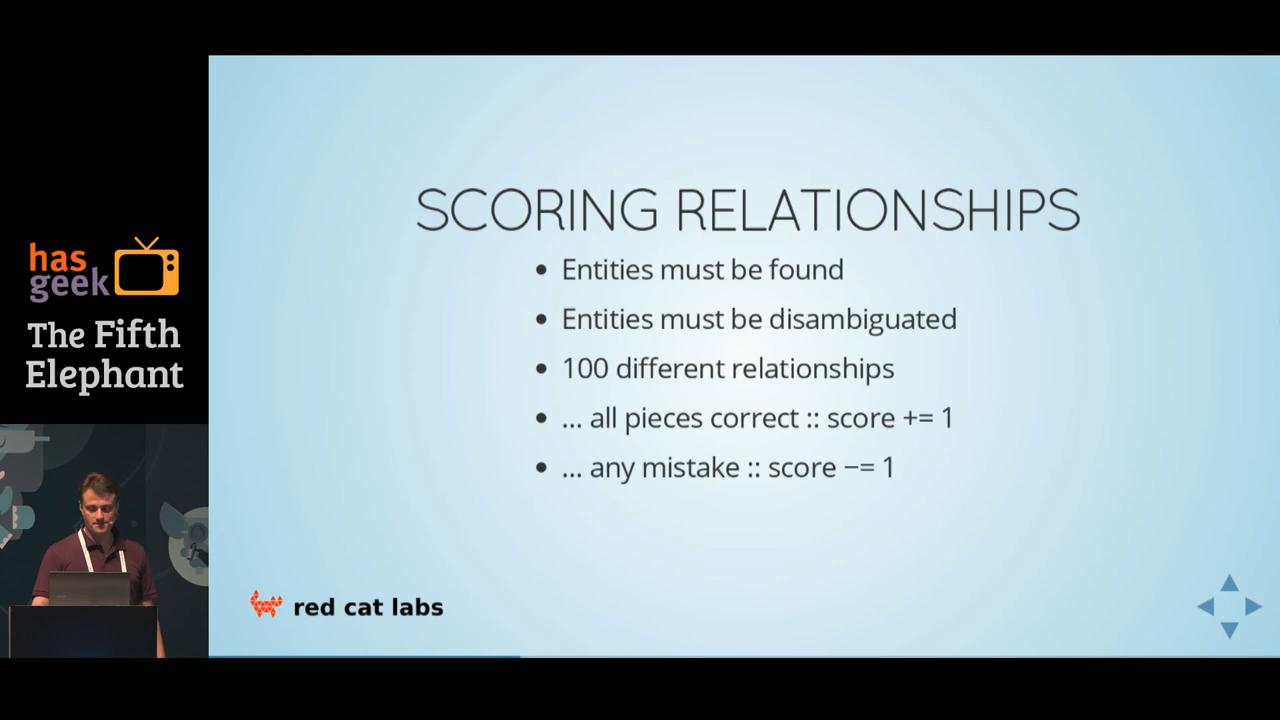 has
geek
The Fifth
Elephant
SCORING RELATIONSHIPS
• Entities must be found
• Entities must be disambiguated
• 100 different relationships
• ... all pieces correct :: score += 1
• ... any mistake :: score −= 1
red cat labs